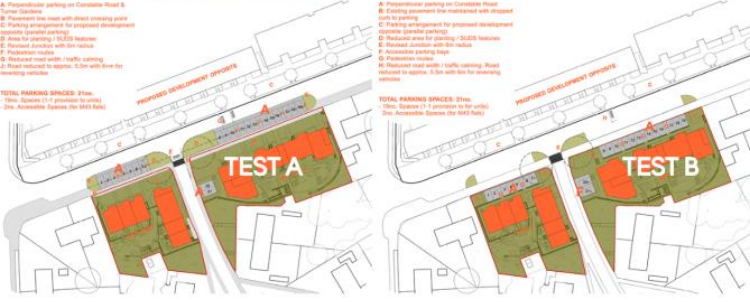 A: Perpendicular parking on Constable Road &
Turner Gardens
B: Pavement line reset with direct crossing point
C: Parking arrangement for proposed development
opposite (parallel parking)
D: Area for planting / SUDS features
E: Revised Junction with 6m radius
F: Pedestrian routes
G: Reduced road width / traffic calming
J: Road reduced to approx. 5.5m with 6m for
reversing vehicles
TOTAL PARKING SPACES: 21no.
- 19no. Spaces (1-1 provision to units)
- 2no. Accessible Spaces (for M43 flats)
PROPOSED DEVELOPMENT OPPOSITE
TEST A
A: Perpendicular parking on Constable Road
B: Existing pavement line maintained with dropped
curb to parking
C: Parking arrangement for proposed development
opposite (parallel parking)
D: Reduced area for planting / SUDS features
E: Revised Junction with 6m radius
F: Accessible parking bays
G: Pedestrian routes
H: Reduced road width / traffic calming. Road
reduced to approx. 5.5m with 6m for reversing
vehicles
TOTAL PARKING SPACES: 21no.
- 19no. Spaces (1-1 provision to for units)
2no. Accessible Spaces (for M43 flats)
PROPOSED DEVELOPMENT OPPOSITE
TEST B